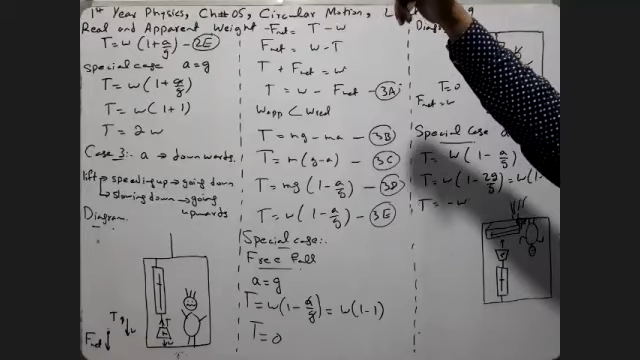 1st Year Physics, Ch#05, Circular Motion, L
Real and Apparent Weight
T = w (1 + a/g) - 2E
Special case a = g
T = w (1 + a/g)
T = w (1 + 1)
T = 2w
Case 3: a → downwards.
lift → speeding up → going down
→ slowing down → going upwards
Diagram
T, w
Fnet
T
w
-Fnet = T - w
Fnet = w - T
T + Fnet = w
T = w - Fnet - 3A
Wapp < Wreal
T = mg - ma - 3B
T = m(g-a) - 3C
T = mg (1 - a/g) - 3D
T = w (1 - a/g) - 3E
Special case:
Free Fall
a = g
T = w(1 - g/g) = w(1-1)
T = 0
Diag
T = 0
Fnet = w
Special Case a
T = w (1 - a/g)
T = w (1 - 2g/g) = w(1-
T = -w